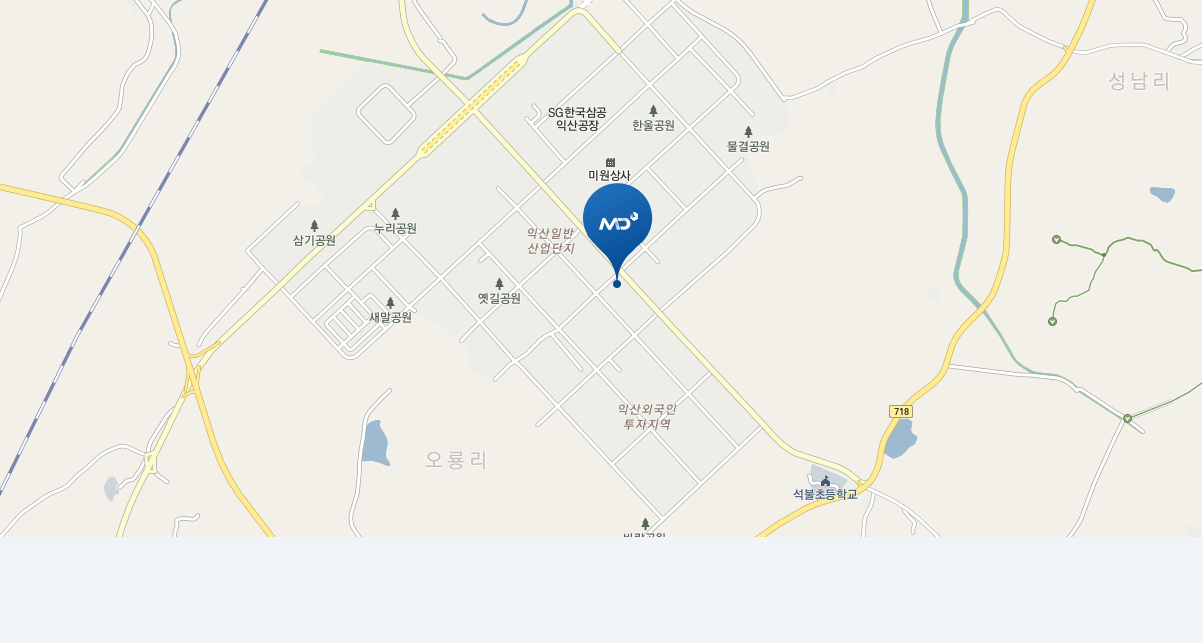 성남리
SG한국삼공
익산공장
한울공원
물결공원
미원상사
MD
누리공원
삼기공원
익산일반
산업단지
옛길공원
새말공원
익산외국인
투자지역
718
오룡리
석불초등학교